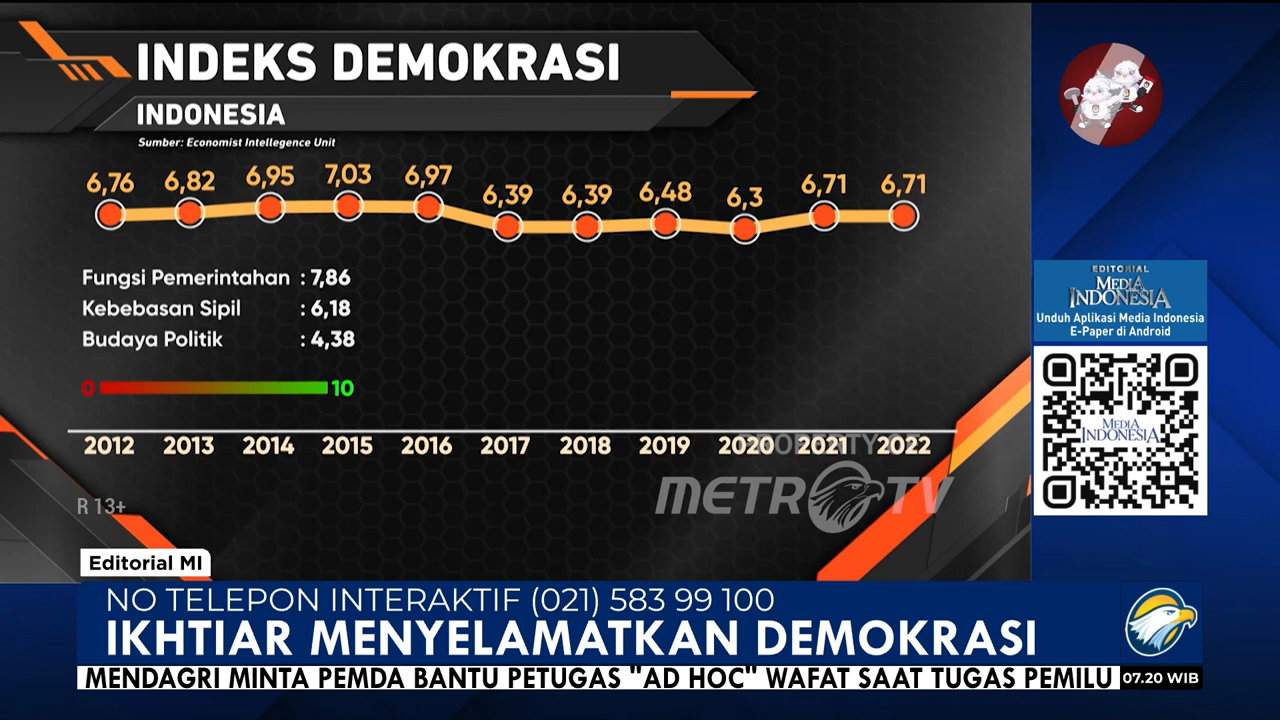 INDEKS DEMOKRASI
INDONESIA
Sumber: Economist Intellegence Unit
6,76 6,82 6,95 7,03 6,97 6,39 6,39 6,48 6,3 6,71 6,71
Fungsi Pemerintahan : 7,86
Kebebasan Sipil : 6,18
Budaya Politik : 4,38
0 10
2012 2013 2014 2015 2016 2017 2018 2019 2020 2021 2022
PROPERTY OF
METRO TV
R 13+
EDITORIAL
MEDIA
INDONESIA
Unduh Aplikasi Media Indonesia
E-Paper di Android
MEDIA
INDONESIA
Editorial MI
NO TELEPON INTERAKTIF (021) 583 99 100
IKHTIAR MENYELAMATKAN DEMOKRASI
MENDAGRI MINTA PEMDA BANTU PETUGAS "AD HOC" WAFAT SAAT TUGAS PEMILU
07.20 WIB